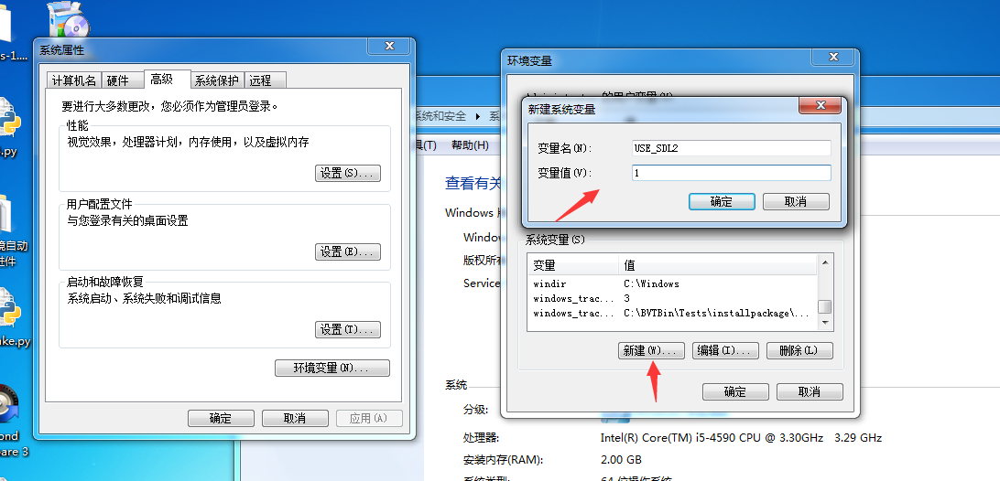 s-1....
.py
ke.py
ond
are 3
系统属性
计算机名
硬件
高级
系统保护
远程
要进行大多数更改，您必须作为管理员登录。
性能
视觉效果，处理器计划，内存使用，以及虚拟内存
设置(S)...
用户配置文件
与您登录有关的桌面设置
设置(E)...
启动和故障恢复
系统启动、系统失败和调试信息
设置(T)...
环境变量(N)...
确定
取消
应用(A)
系统和安全
系
具(T)
帮助(H)
查看有关
Windows 版
Window
版权所有
Service
系统
分级:
处理器:
Intel(R) Core(TM) i5-4590 CPU @ 3.30GHz 3.29 GHz
安装内存(RAM):
2.00 GB
系统类型:
64 位操作系统
环境变量
的用户变量(U)
新建系统变量
变量名(N):
USE_SDL2
变量值(V):
1
确定
取消
系统变量(S)
变量
值
windir
C:\Windows
windows_trac...
3
windows_trac...
C:\BVTBin\Tests\installpackage\...
新建(W)...
编辑(I)...
删除(L)
确定
取消